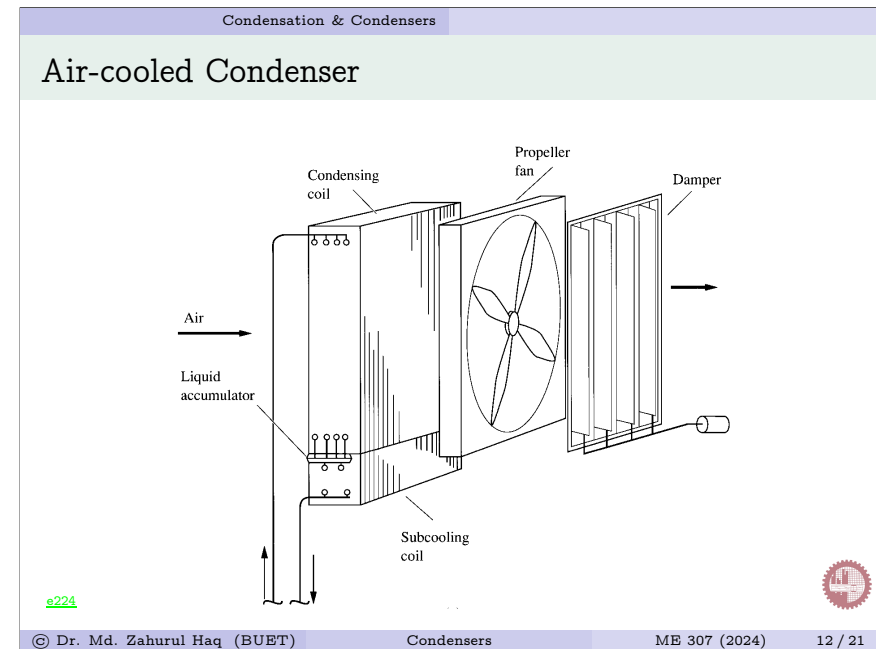 Condensation & Condensers
Air-cooled Condenser
Propeller
fan
Condensing
coil
Damper
Air
Liquid
accumulator
Subcooling
coil
e224
© Dr. Md. Zahurul Haq (BUET)
Condensers
ME 307 (2024)
12 / 21